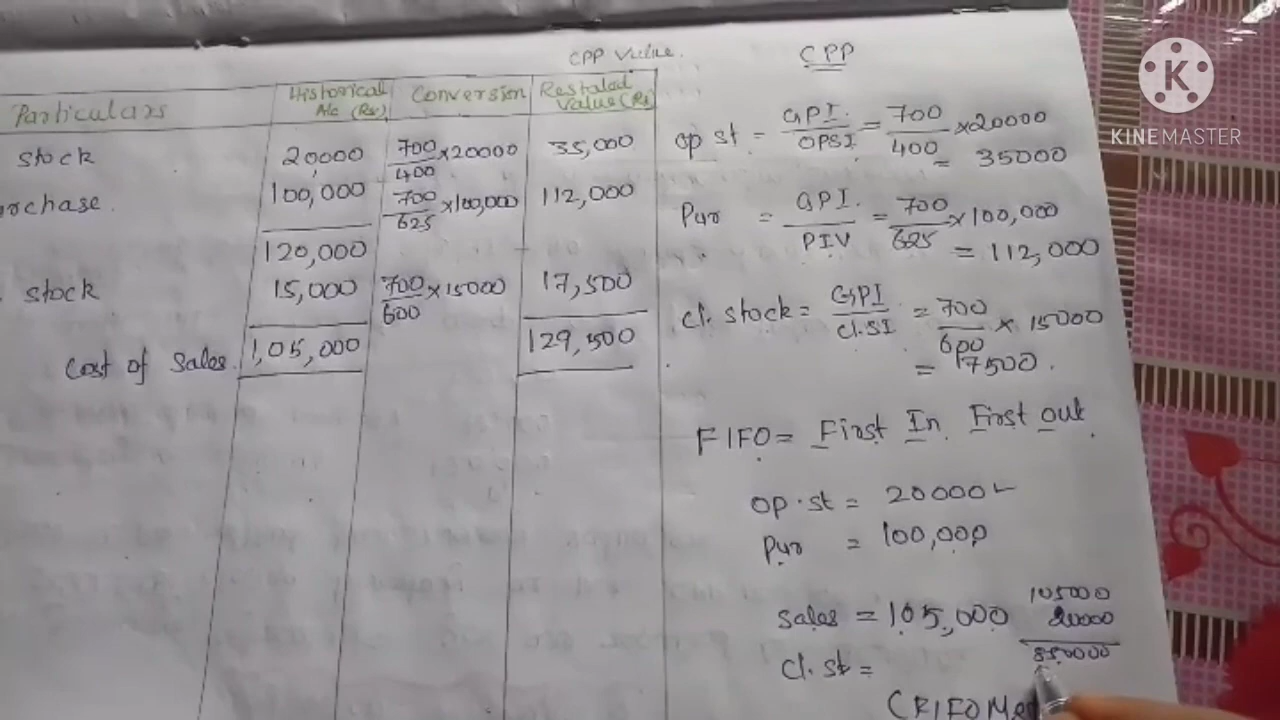 CPP Value.
Particulars Historical A/c (Rs) Conversion Restated Value (Rs)
stock 20,000 700/400 ×20000 35,000
rchase. 100,000 700/625 ×100,000 112,000
120,000
stock 15,000 700/600 ×15000 17,500
Cost of Sales. 1,05,000 129,500
CPP
op st = GPI./OPSI = 700/400 ×20000
= 35000
Pur = GPI./PIV = 700/625 ×100,000
= 112,000
cl. stock = GPI/Cl.SI = 700/600 × 15000
= 17500.
FIFO = First In First out.
op.st = 20000
Pur = 100,000
Sales = 105,000
105000
20000
cl. st =
KINEMASTER